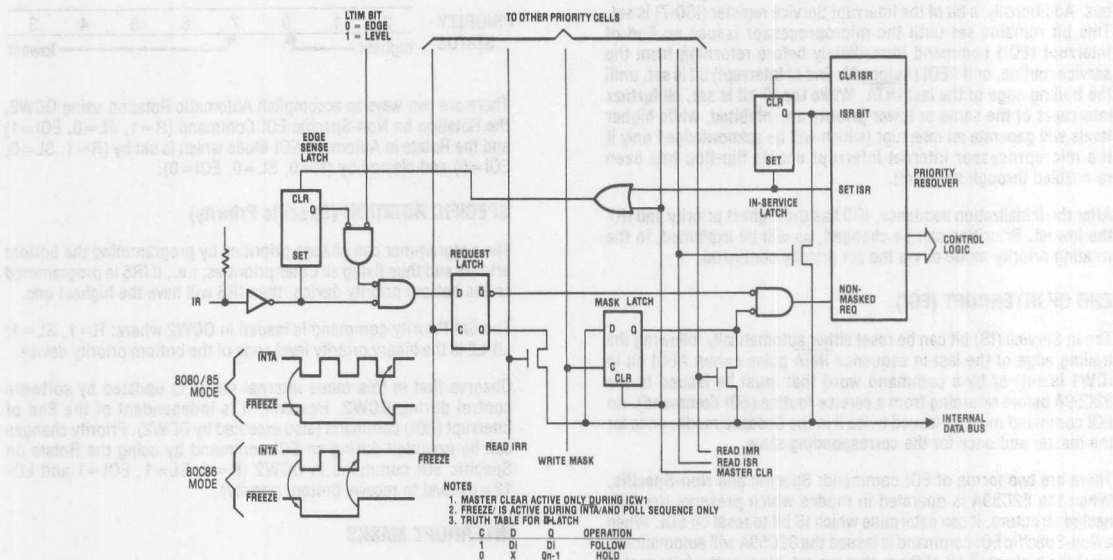 LTIM BIT
0 = EDGE
1 = LEVEL
TO OTHER PRIORITY CELLS
CLR ISR
CLR
Q
ISR BIT
SET
PRIORITY
RESOLVER
SET ISR
IN-SERVICE
LATCH
EDGE
SENSE
LATCH
CLR
Q
SET
CONTROL
LOGIC
REQUEST
LATCH
IR
D Q
C Q
MASK LATCH
D Q
C
CLR
NON-
MASKED
REQ
INTA
8080/85
MODE
FREEZE
INTA
80C86
MODE
FREEZE
FREEZE
READ IRR
WRITE MASK
INTERNAL
DATA BUS
READ IMR
READ ISR
MASTER CLR
NOTES
1. MASTER CLEAR ACTIVE ONLY DURING ICW1
2. FREEZE/ IS ACTIVE DURING INTA/ AND POLL SEQUENCE ONLY
3. TRUTH TABLE FOR D-LATCH
C D Q OPERATION
1 Di Di FOLLOW
0 X Qn-1 HOLD